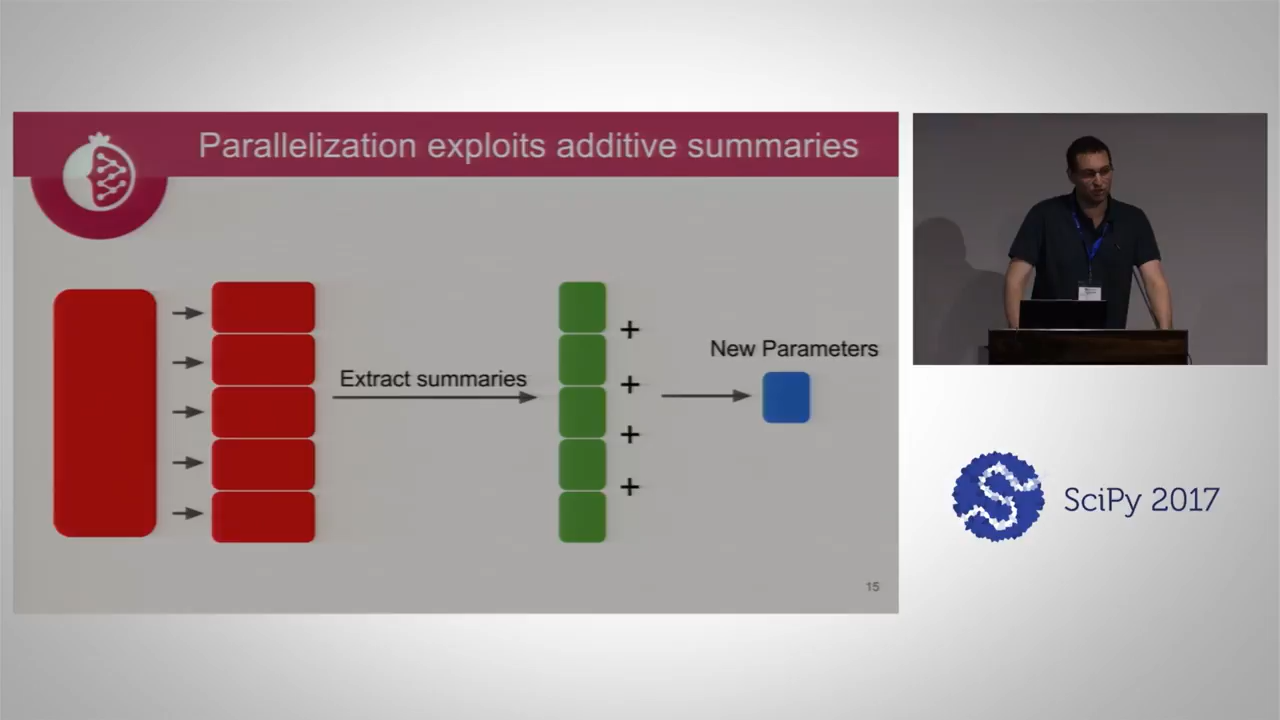 Parallelization exploits additive summaries
Extract summaries
+
+
+
+
New Parameters
15
SciPy 2017